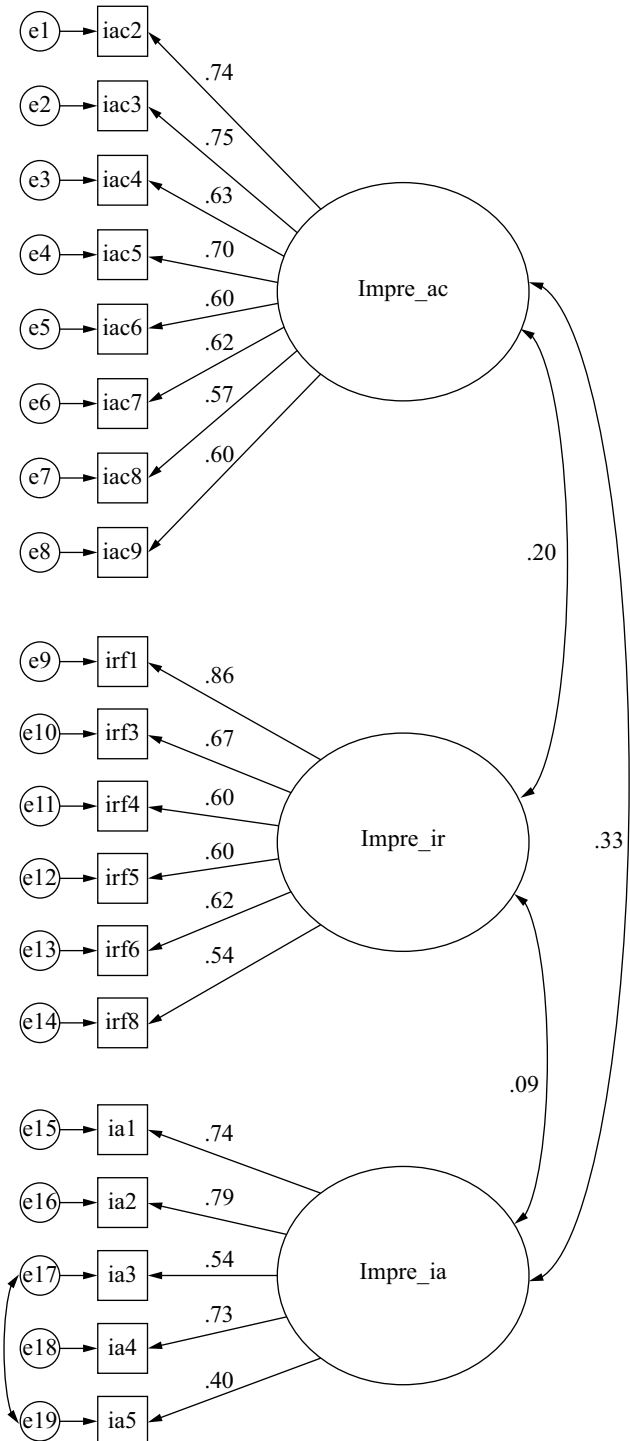 e1 iac2
.74
e2 iac3
.75
e3 iac4
.63
e4 iac5
.70
Impre_ac
e5 iac6
.60
e6 iac7
.62
e7 iac8
.57
e8 iac9
.60
.20
e9 irf1
.86
e10 irf3
.67
e11 irf4
.60
Impre_ir
.33
e12 irf5
.60
e13 irf6
.62
e14 irf8
.54
.09
e15 ia1
.74
e16 ia2
.79
e17 ia3
.54
Impre_ia
e18 ia4
.73
e19 ia5
.40